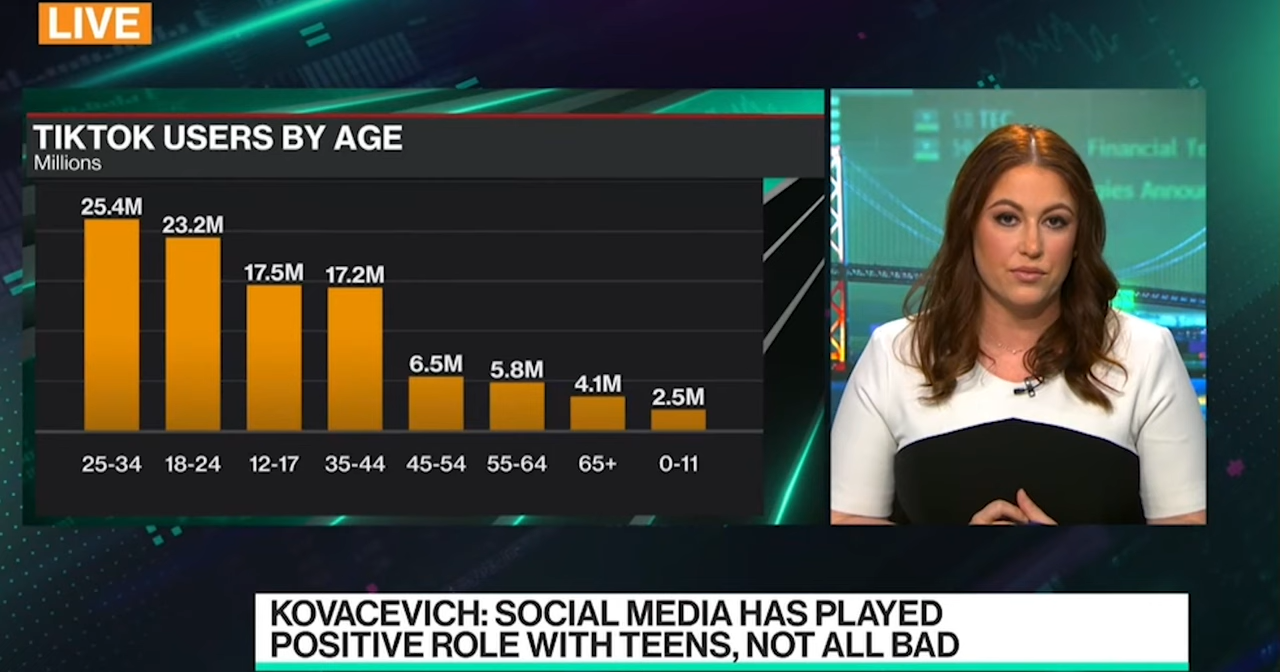 LIVE
TIKTOK USERS BY AGE
Millions
25.4M
23.2M
17.5M
17.2M
6.5M
5.8M
4.1M
2.5M
25-34 18-24 12-17 35-44 45-54 55-64 65+ 0-11
Financial
KOVACEVICH: SOCIAL MEDIA HAS PLAYED
POSITIVE ROLE WITH TEENS, NOT ALL BAD